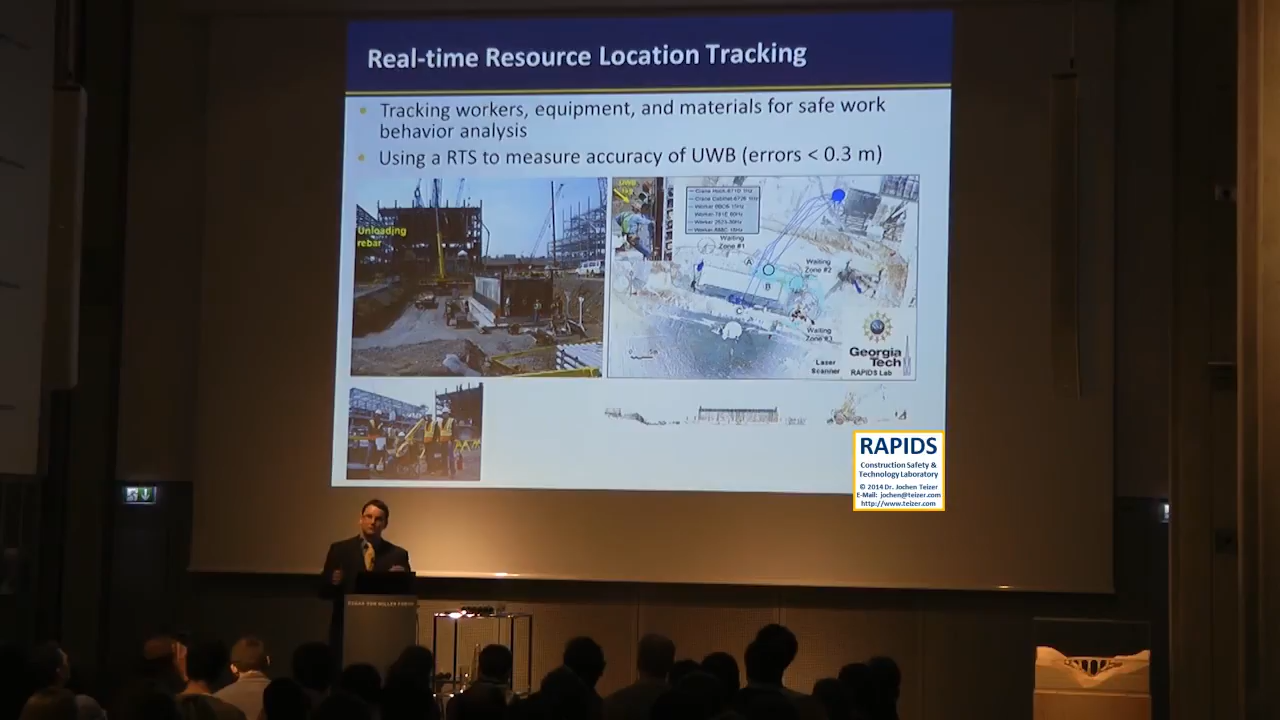 Real-time Resource Location Tracking
Tracking workers, equipment, and materials for safe work
behavior analysis
Using a RTS to measure accuracy of UWB (errors < 0.3 m)
Unloading
rebar
UWB
Waiting
Zone #1
A
Waiting
Zone #2
B
C
Waiting
Zone #3
Laser
Scanner
Georgia
Tech
RAPIDS Lab
RAPIDS
Construction Safety &
Technology Laboratory
© 2014 Dr. Jochen Teizer
E-Mail: jochen@teizer.com
http://www.teizer.com